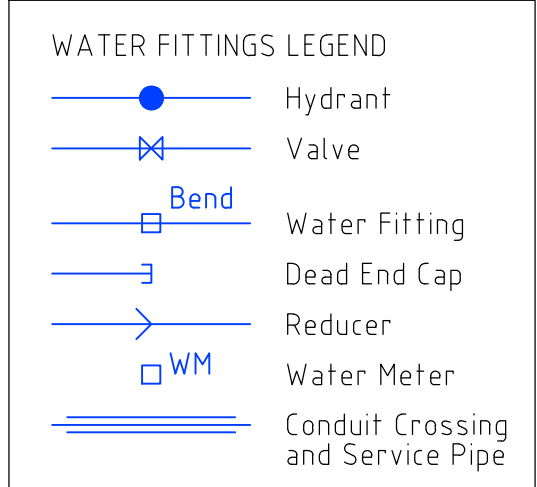 WATER FITTINGS LEGEND
Hydrant
Valve
Bend
Water Fitting
Dead End Cap
Reducer
WM
Water Meter
Conduit Crossing
and Service Pipe